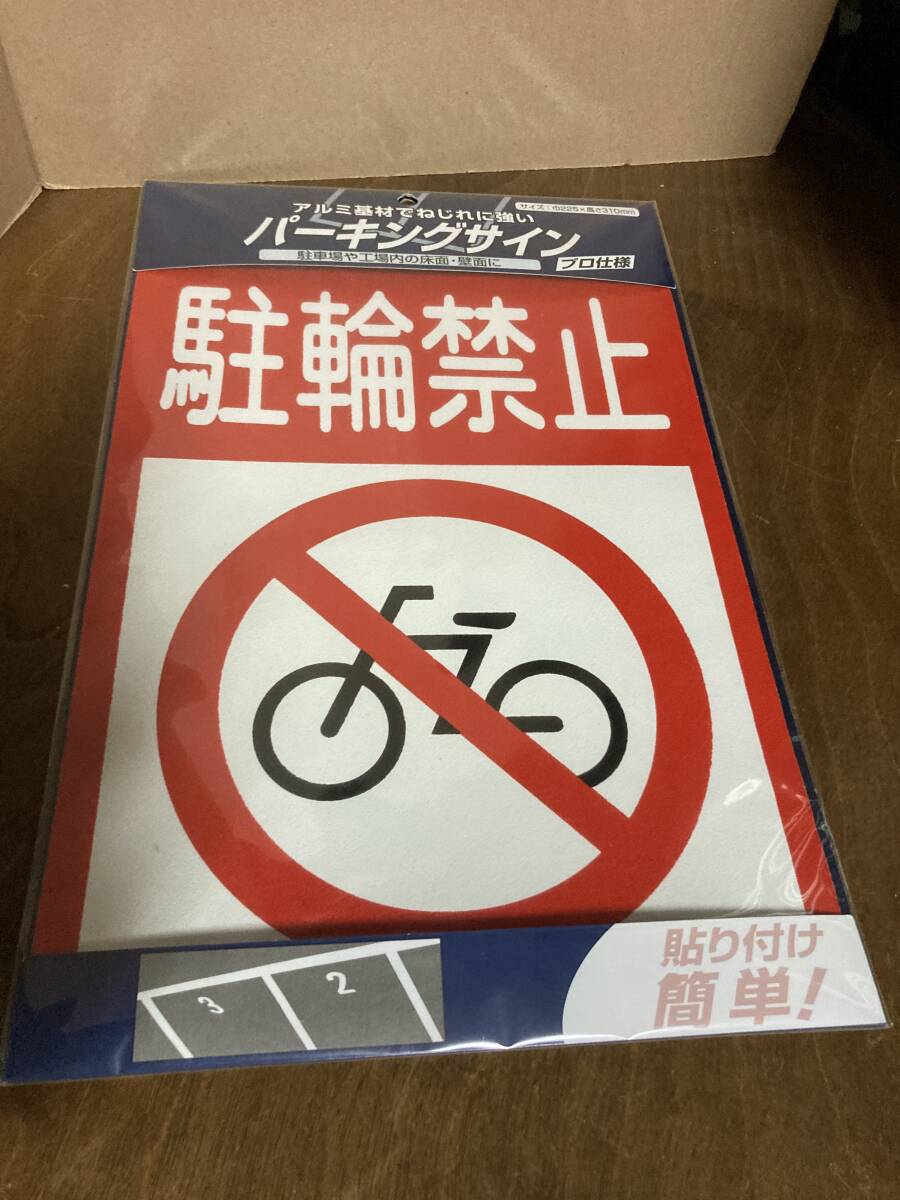 サイズ：巾225×高さ310mm
アルミ基材でねじれに強い
パーキングサイン
駐車場や工場内の床面・壁面に
プロ仕様
駐輪禁止
3 2
貼り付け
簡単！